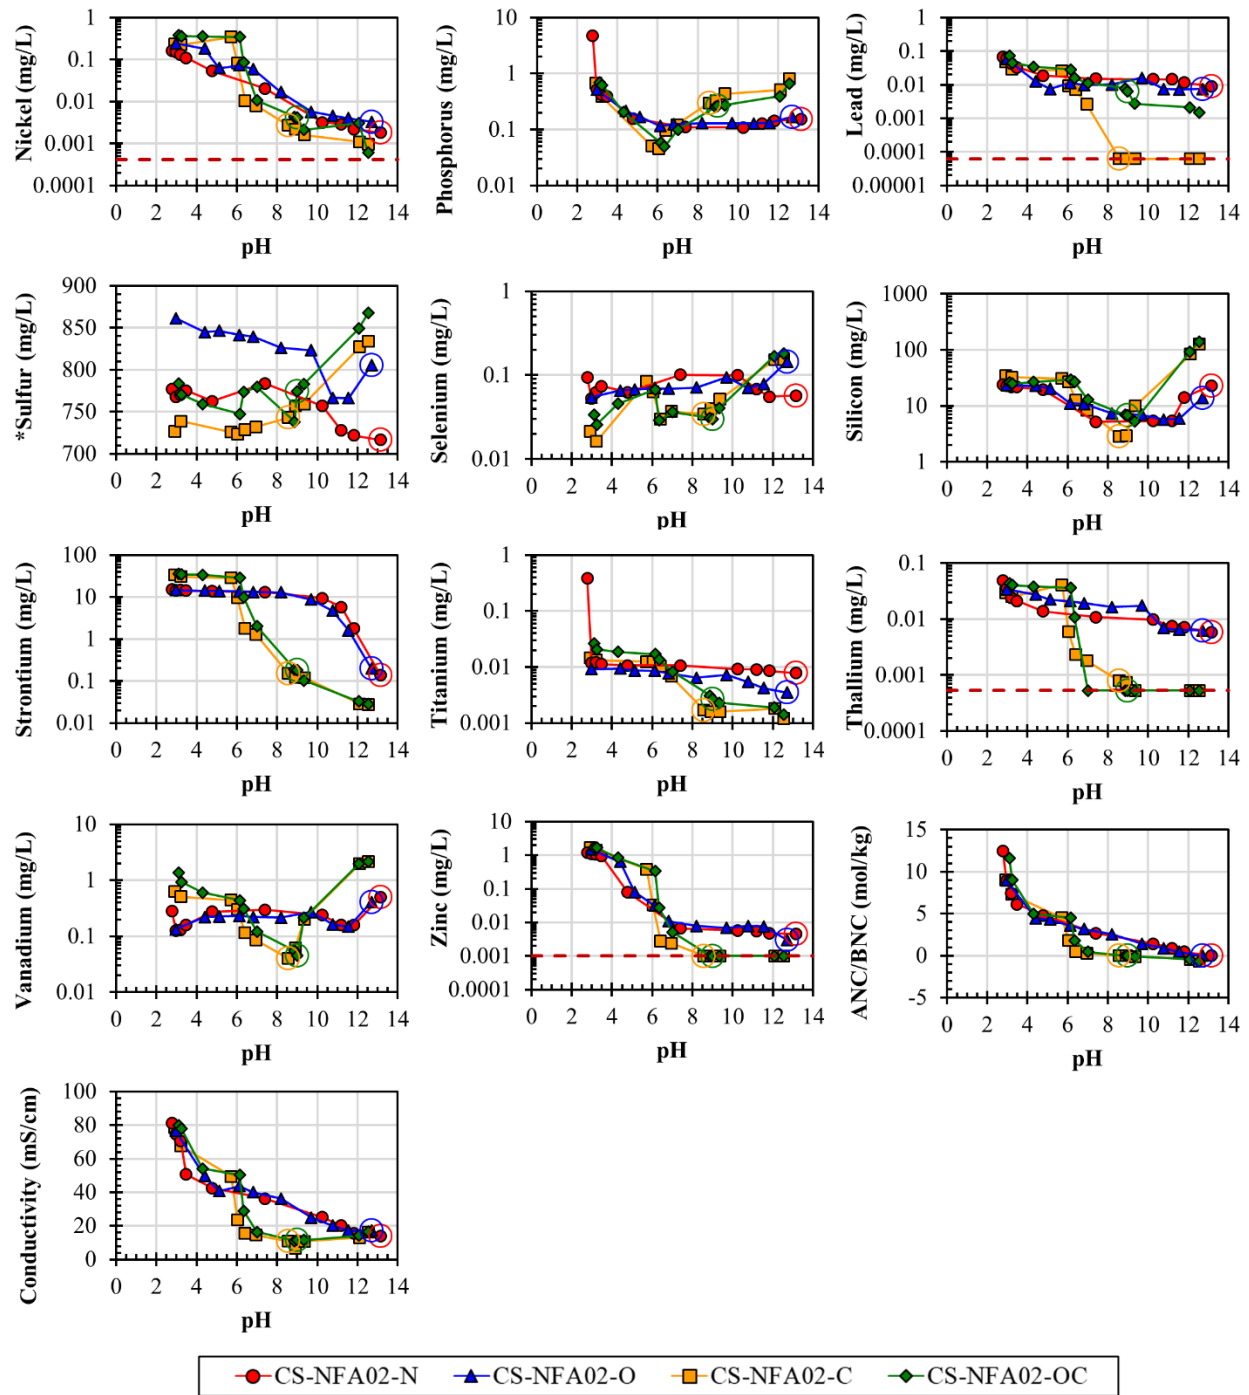 Nickel (mg/L)
1
0.1
0.01
0.001
0.0001
0 2 4 6 8 10 12 14
pH
Phosphorus (mg/L)
10
1
0.1
0.01
0 2 4 6 8 10 12 14
pH
Lead (mg/L)
1
0.1
0.01
0.001
0.0001
0.00001
0 2 4 6 8 10 12 14
pH
*Sulfur (mg/L)
900
850
800
750
700
0 2 4 6 8 10 12 14
pH
Selenium (mg/L)
1
0.1
0.01
0 2 4 6 8 10 12 14
pH
Silicon (mg/L)
1000
100
10
1
0 2 4 6 8 10 12 14
pH
Strontium (mg/L)
100
10
1
0.1
0.01
0 2 4 6 8 10 12 14
pH
Titanium (mg/L)
1
0.1
0.01
0.001
0 2 4 6 8 10 12 14
pH
Thallium (mg/L)
0.1
0.01
0.001
0.0001
0 2 4 6 8 10 12 14
pH
Vanadium (mg/L)
10
1
0.1
0.01
0 2 4 6 8 10 12 14
pH
Zinc (mg/L)
10
1
0.1
0.01
0.001
0.0001
0 2 4 6 8 10 12 14
pH
ANC/BNC (mol/kg)
15
10
5
0
-5
0 2 4 6 8 10 12 14
pH
Conductivity (mS/cm)
100
80
60
40
20
0
0 2 4 6 8 10 12 14
pH
CS-NFA02-N CS-NFA02-O CS-NFA02-C CS-NFA02-OC